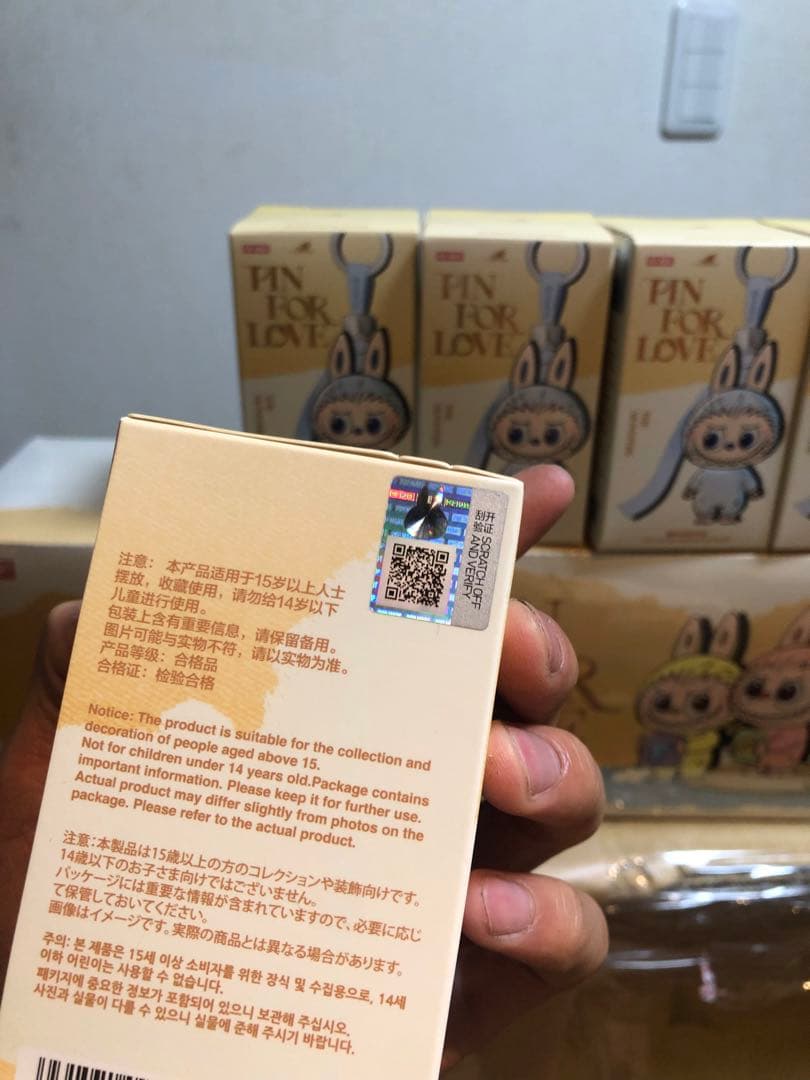 PIN
FOR
LOVE
PIN
FOR
LOVE
PIN
FOR
LOVE
刮开
验证
SCRATCH OFF
AND VERIFY
注意： 本产品适用于15岁以上人士
摆放，收藏使用，请勿给14岁以下
儿童进行使用。
包装上含有重要信息，请保留备用。
图片可能与实物不符，请以实物为准。
产品等级：合格品
合格证：检验合格
Notice: The product is suitable for the collection and
decoration of people aged above 15.
Not for children under 14 years old.Package contains
important information. Please keep it for further use.
Actual product may differ slightly from photos on the
package. Please refer to the actual product.
注意:本製品は15歳以上の方のコレクションや装飾向けです。
14歳以下のお子さま向けではございません。
パッケージには重要な情報が含まれていますので、必要に応じ
て保管しておいてください。
画像はイメージです。実際の商品とは異なる場合があります。
주의: 본 제품은 15세 이상 소비자를 위한 장식 및 수집용으로, 14세
이하 어린이는 사용할 수 없습니다.
패키지에 중요한 정보가 포함되어 있으니 보관해 주십시오.
사진과 실물이 다를 수 있으니 실물에 준해 주시기 바랍니다.